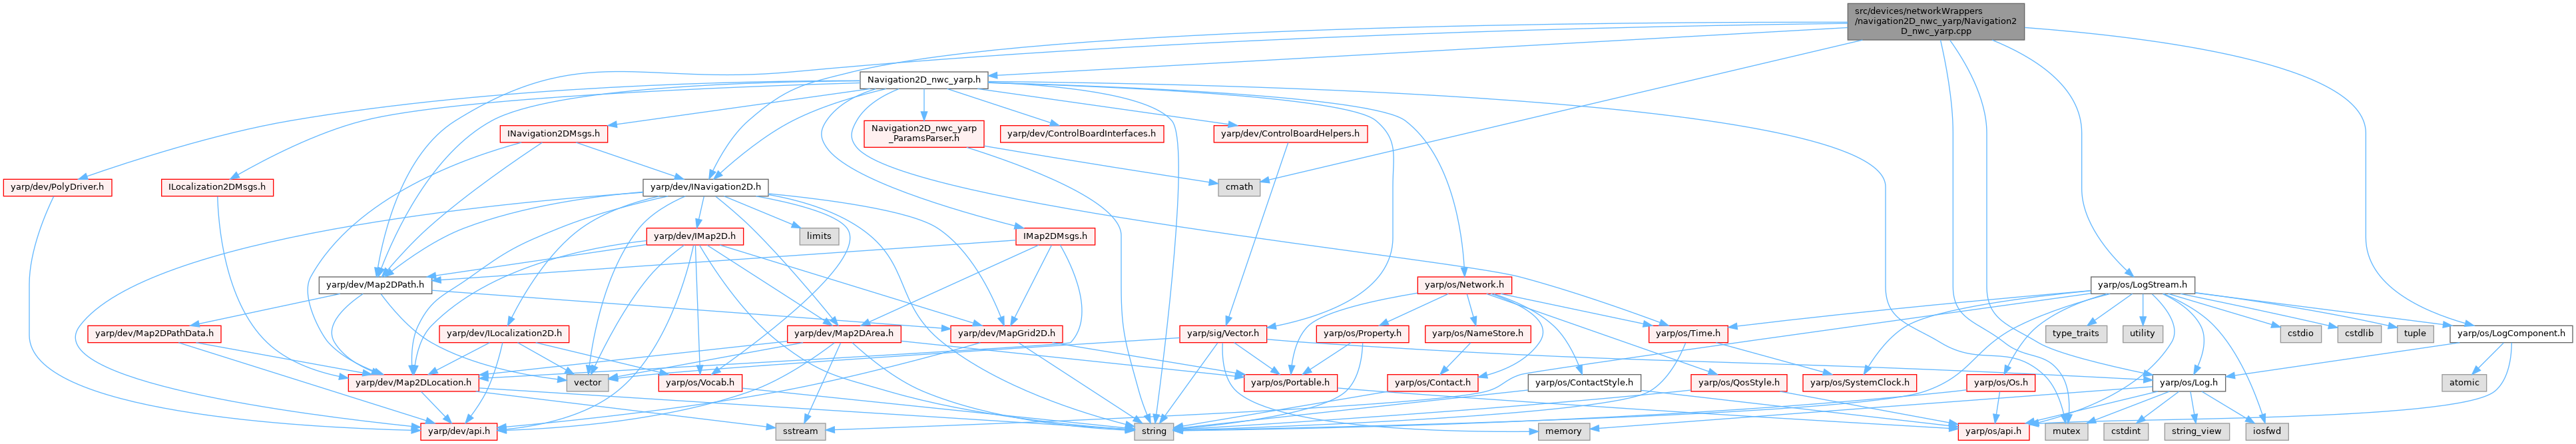 src/devices/networkWrappers
/navigation2D_nwc_yarp/Navigation2
D_nwc_yarp.cpp
Navigation2D_nwc_yarp.h
INavigation2DMsgs.h
Navigation2D_nwc_yarp
_ParamsParser.h
yarp/dev/ControlBoardInterfaces.h
yarp/dev/ControlBoardHelpers.h
yarp/dev/PolyDriver.h
ILocalization2DMsgs.h
yarp/dev/INavigation2D.h
cmath
yarp/dev/IMap2D.h
limits
IMap2DMsgs.h
yarp/dev/Map2DPath.h
yarp/os/Network.h
yarp/os/LogStream.h
yarp/dev/Map2DPathData.h
yarp/dev/ILocalization2D.h
yarp/dev/Map2DArea.h
yarp/dev/MapGrid2D.h
yarp/sig/Vector.h
yarp/os/Property.h
yarp/os/NameStore.h
yarp/os/Time.h
type_traits
utility
cstdio
cstdlib
tuple
yarp/os/LogComponent.h
yarp/dev/Map2DLocation.h
vector
yarp/os/Vocab.h
yarp/os/Portable.h
yarp/os/Contact.h
yarp/os/ContactStyle.h
yarp/os/QosStyle.h
yarp/os/SystemClock.h
yarp/os/Os.h
yarp/os/Log.h
atomic
yarp/dev/api.h
sstream
string
memory
yarp/os/api.h
mutex
cstdint
string_view
iosfwd